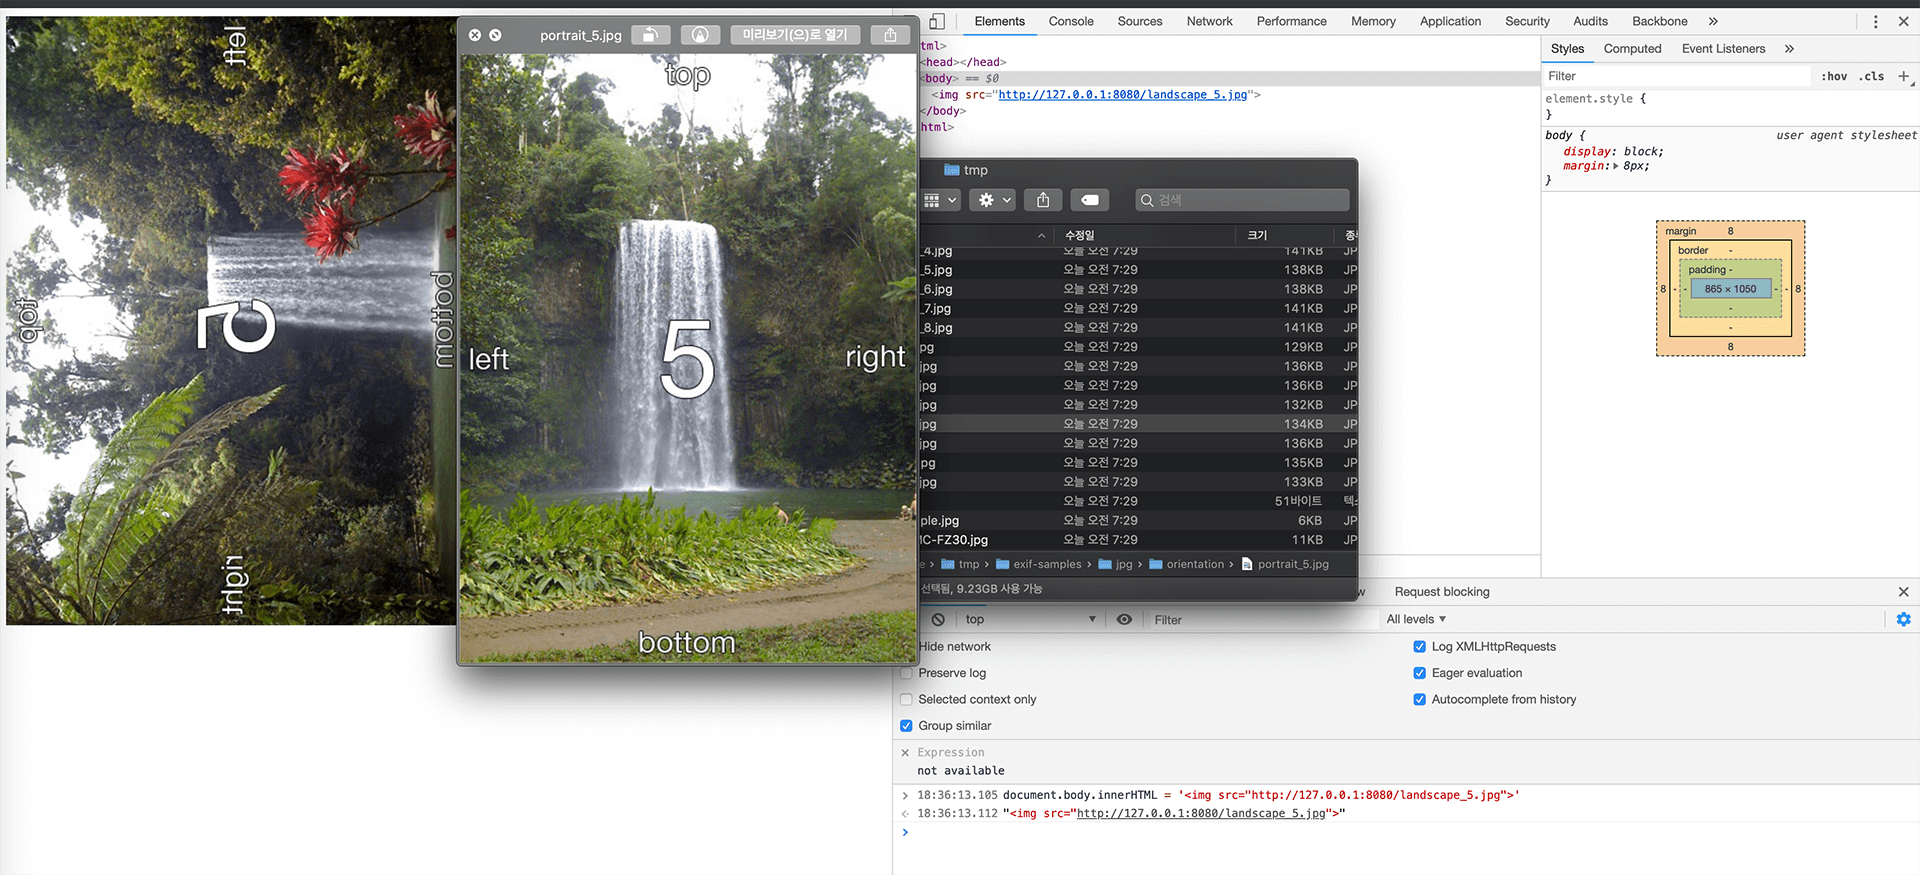 left
top
5
bottom
right
portrait_5.jpg
미리보기(으)로 열기
top
left
5
right
bottom
Elements
Console
Sources
Network
Performance
Memory
Application
Security
Audits
Backbone
»
tml>
<head></head>
<body> == $0
<img src="http://127.0.0.1:8080/landscape_5.jpg">
</body>
html>
tmp
검색
수정일
크기
_4.jpg 오늘 오전 7:29 141KB JP
_5.jpg 오늘 오전 7:29 138KB JP
_6.jpg 오늘 오전 7:29 138KB JP
_7.jpg 오늘 오전 7:29 141KB JP
_8.jpg 오늘 오전 7:29 141KB JP
pg 오늘 오전 7:29 129KB JP
jpg 오늘 오전 7:29 136KB JP
jpg 오늘 오전 7:29 136KB JP
jpg 오늘 오전 7:29 132KB JP
jpg 오늘 오전 7:29 134KB JP
jpg 오늘 오전 7:29 136KB JP
pg 오늘 오전 7:29 135KB JP
jpg 오늘 오전 7:29 133KB JP
오늘 오전 7:29 51바이트
ple.jpg 오늘 오전 7:29 6KB JP
MC-FZ30.jpg 오늘 오전 7:29 11KB JP
e › tmp › exif-samples › jpg › orientation › portrait_5.jpg
선택됨, 9.23GB 사용 가능
Styles
Computed
Event Listeners
»
Filter
:hov .cls +
element.style {
}
body { user agent stylesheet
display: block;
margin:▸ 8px;
}
margin 8
border -
padding -
8 - - 865 × 1050 - - 8
-
-
8
w
Request blocking
top
Filter
All levels ▼
Hide network
Log XMLHttpRequests
Preserve log
Eager evaluation
Selected context only
Autocomplete from history
Group similar
Expression
not available
18:36:13.105 document.body.innerHTML = '<img src="http://127.0.0.1:8080/landscape_5.jpg">'
18:36:13.112 "<img src="http://127.0.0.1:8080/landscape_5.jpg">"